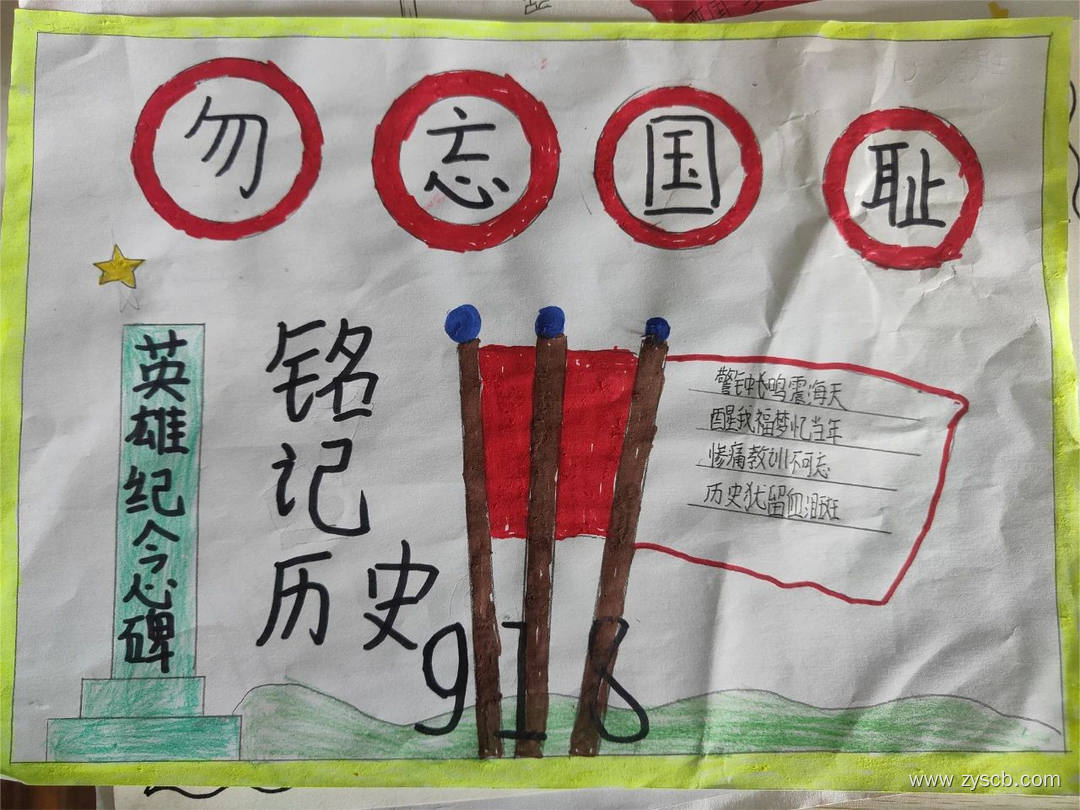 勿忘国耻
英雄纪念碑
铭记
历史
918
警钟长鸣震海天
醒我福梦忆当年
惨痛教训不可忘
历史犹留血泪斑
www.zyscb.com